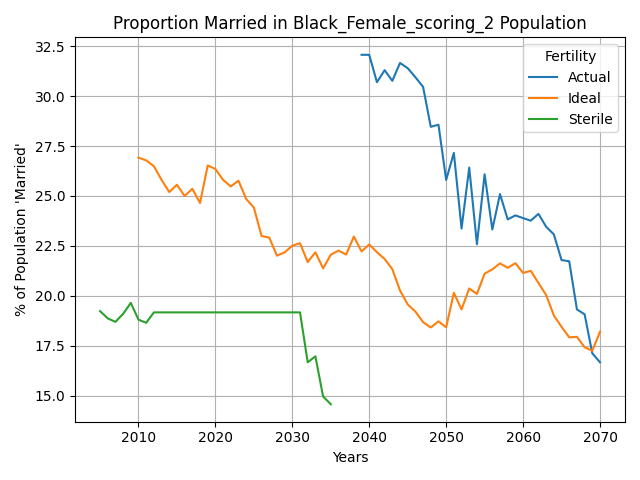 Proportion Married in Black_Female_scoring_2 Population
% of Population 'Married'
32.5
30.0
27.5
25.0
22.5
20.0
17.5
15.0
Fertility
Actual
Ideal
Sterile
2010 2020 2030 2040 2050 2060 2070
Years